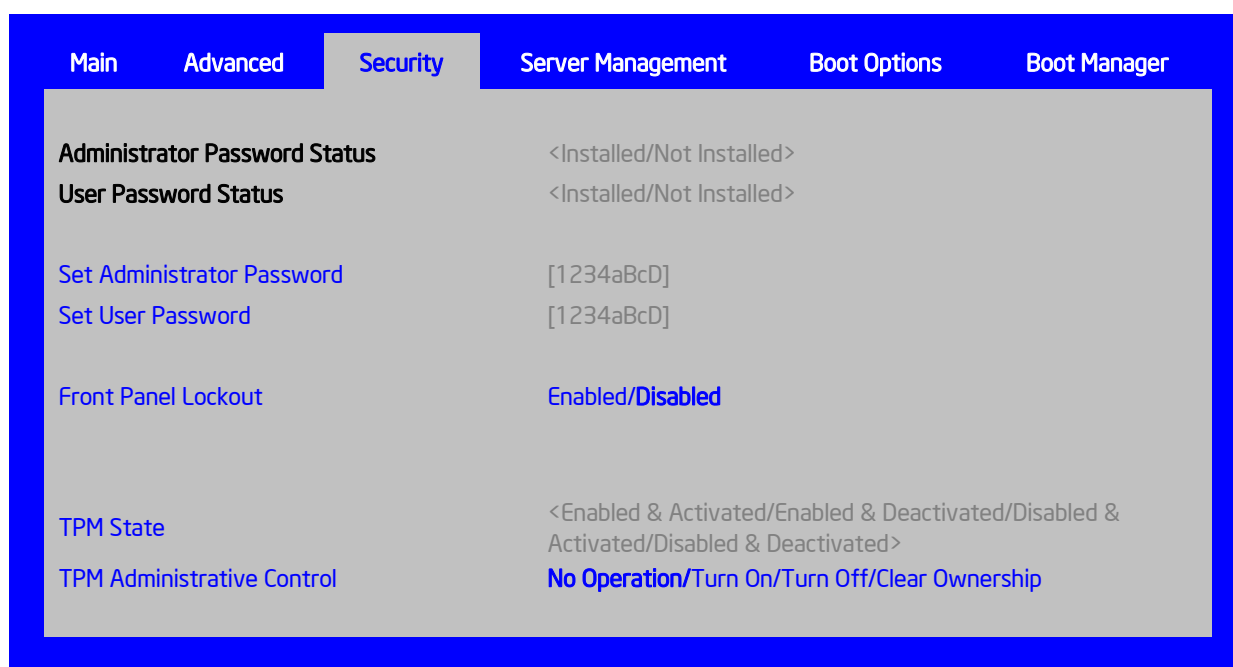 Main Advanced Security Server Management Boot Options Boot Manager
Administrator Password Status <Installed/Not Installed>
User Password Status <Installed/Not Installed>
Set Administrator Password [1234aBcD]
Set User Password [1234aBcD]
Front Panel Lockout Enabled/Disabled
TPM State <Enabled & Activated/Enabled & Deactivated/Disabled &
Activated/Disabled & Deactivated>
TPM Administrative Control No Operation/Turn On/Turn Off/Clear Ownership